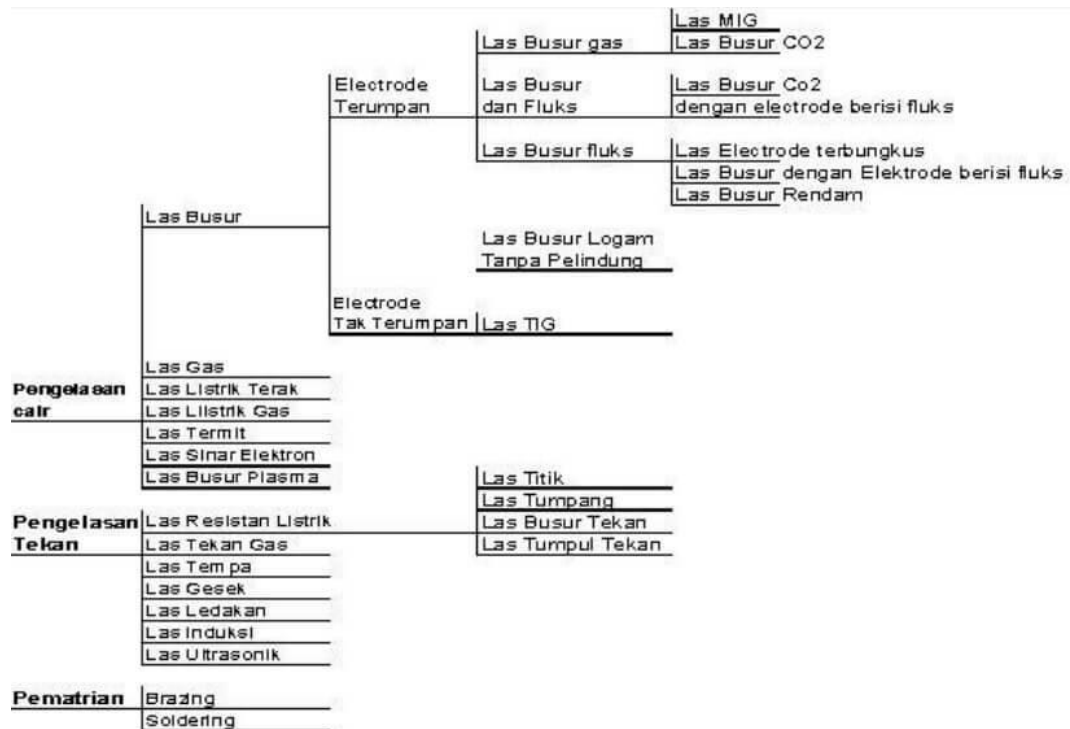 Las MIG
Las Busur gas
Las Busur CO2
Electrode
Terumpan
Las Busur
dan Fluks
Las Busur Co2
dengan electrode berisi fluks
Las Busur fluks
Las Electrode terbungkus
Las Busur dengan Elektrode berisi fluks
Las Busur Rendam
Las Busur
Las Busur Logam
Tanpa Pelindung
Electrode
Tak Terumpan
Las TIG
Las Gas
Pengelasan
cair
Las Listrik Terak
Las Liistrik Gas
Las Termit
Las Sinar Elektron
Las Busur Plasma
Las Titik
Las Tumpang
Pengelasan
Tekan
Las Resistan Listrik
Las Busur Tekan
Las Tekan Gas
Las Tumpul Tekan
Las Tempa
Las Gesek
Las Ledakan
Las Induksi
Las Ultrasonik
Pematrian
Brazing
Soldering